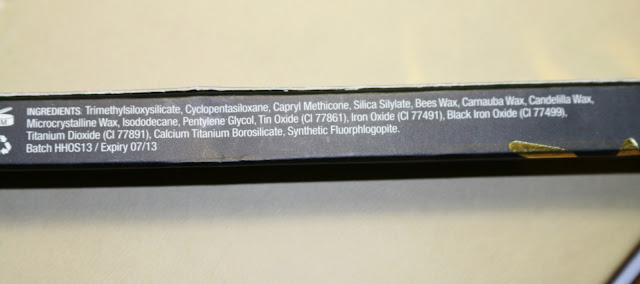 INGREDIENTS: Trimethylsiloxysilicate, Cyclopentasiloxane, Capryl Methicone, Silica Silylate, Bees Wax, Carnauba Wax, Candelilla Wax,
Microcrystalline Wax, Isododecane, Pentylene Glycol, Tin Oxide (CI 77861), Iron Oxide (CI 77491), Black Iron Oxide (CI 77499),
Titanium Dioxide (CI 77891), Calcium Titanium Borosilicate, Synthetic Fluorphlogopite.
Batch HHOS13 / Expiry 07/13